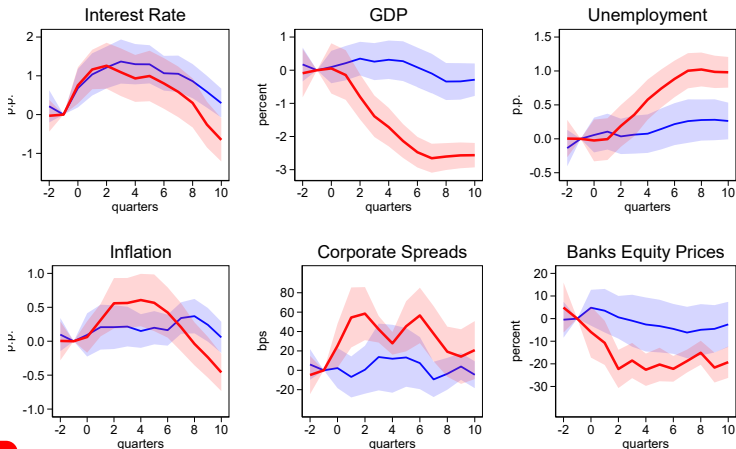 Interest Rate
2
1
0
-1
p.p.
-2 0 2 4 6 8 10
quarters
GDP
1
0
-1
-2
-3
percent
-2 0 2 4 6 8 10
quarters
Unemployment
1.5
1.0
0.5
0.0
-0.5
p.p.
-2 0 2 4 6 8 10
quarters
Inflation
1.0
0.5
0.0
-0.5
-1.0
p.p.
-2 0 2 4 6 8 10
quarters
Corporate Spreads
80
60
40
20
0
-20
bps
-2 0 2 4 6 8 10
quarters
Banks Equity Prices
20
10
0
-10
-20
-30
percent
-2 0 2 4 6 8 10
quarters